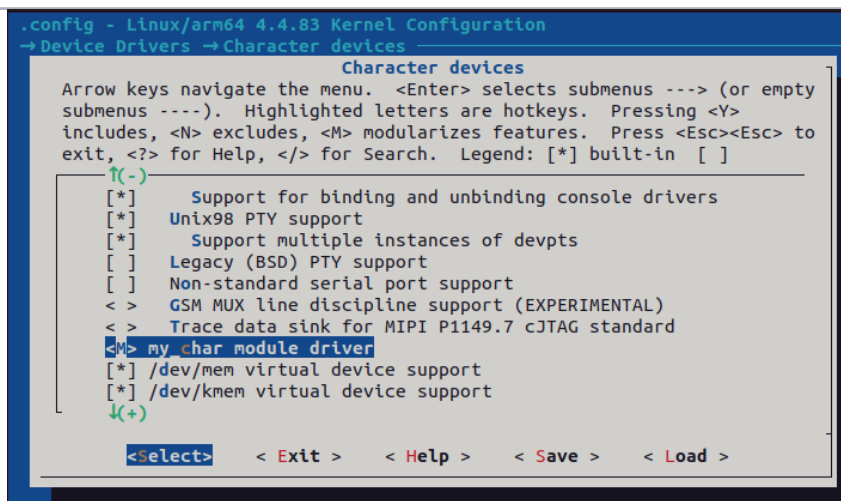 .config - Linux/arm64 4.4.83 Kernel Configuration
→ Device Drivers → Character devices
Character devices
Arrow keys navigate the menu.  <Enter> selects submenus ---> (or empty
submenus ----).  Highlighted letters are hotkeys.  Pressing <Y>
includes, <N> excludes, <M> modularizes features.  Press <Esc><Esc> to
exit, <?> for Help, </> for Search.  Legend: [*] built-in  [ ]
↑(-)
[*]     Support for binding and unbinding console drivers
[*]   Unix98 PTY support
[*]     Support multiple instances of devpts
[ ]   Legacy (BSD) PTY support
[ ]   Non-standard serial port support
< >   GSM MUX line discipline support (EXPERIMENTAL)
< >   Trace data sink for MIPI P1149.7 cJTAG standard
<M> my_char module driver
[*] /dev/mem virtual device support
[*] /dev/kmem virtual device support
↓(+)
<Select>    < Exit >    < Help >    < Save >    < Load >